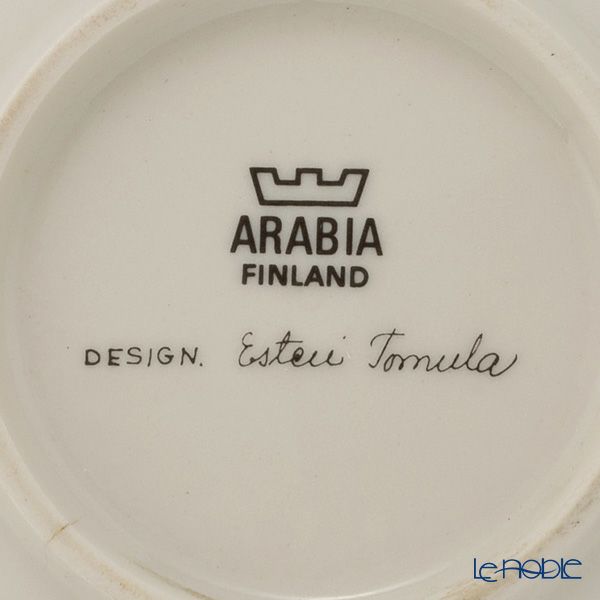 ARABIA
FINLAND
DESIGN. Esteri Tomula
Le noble